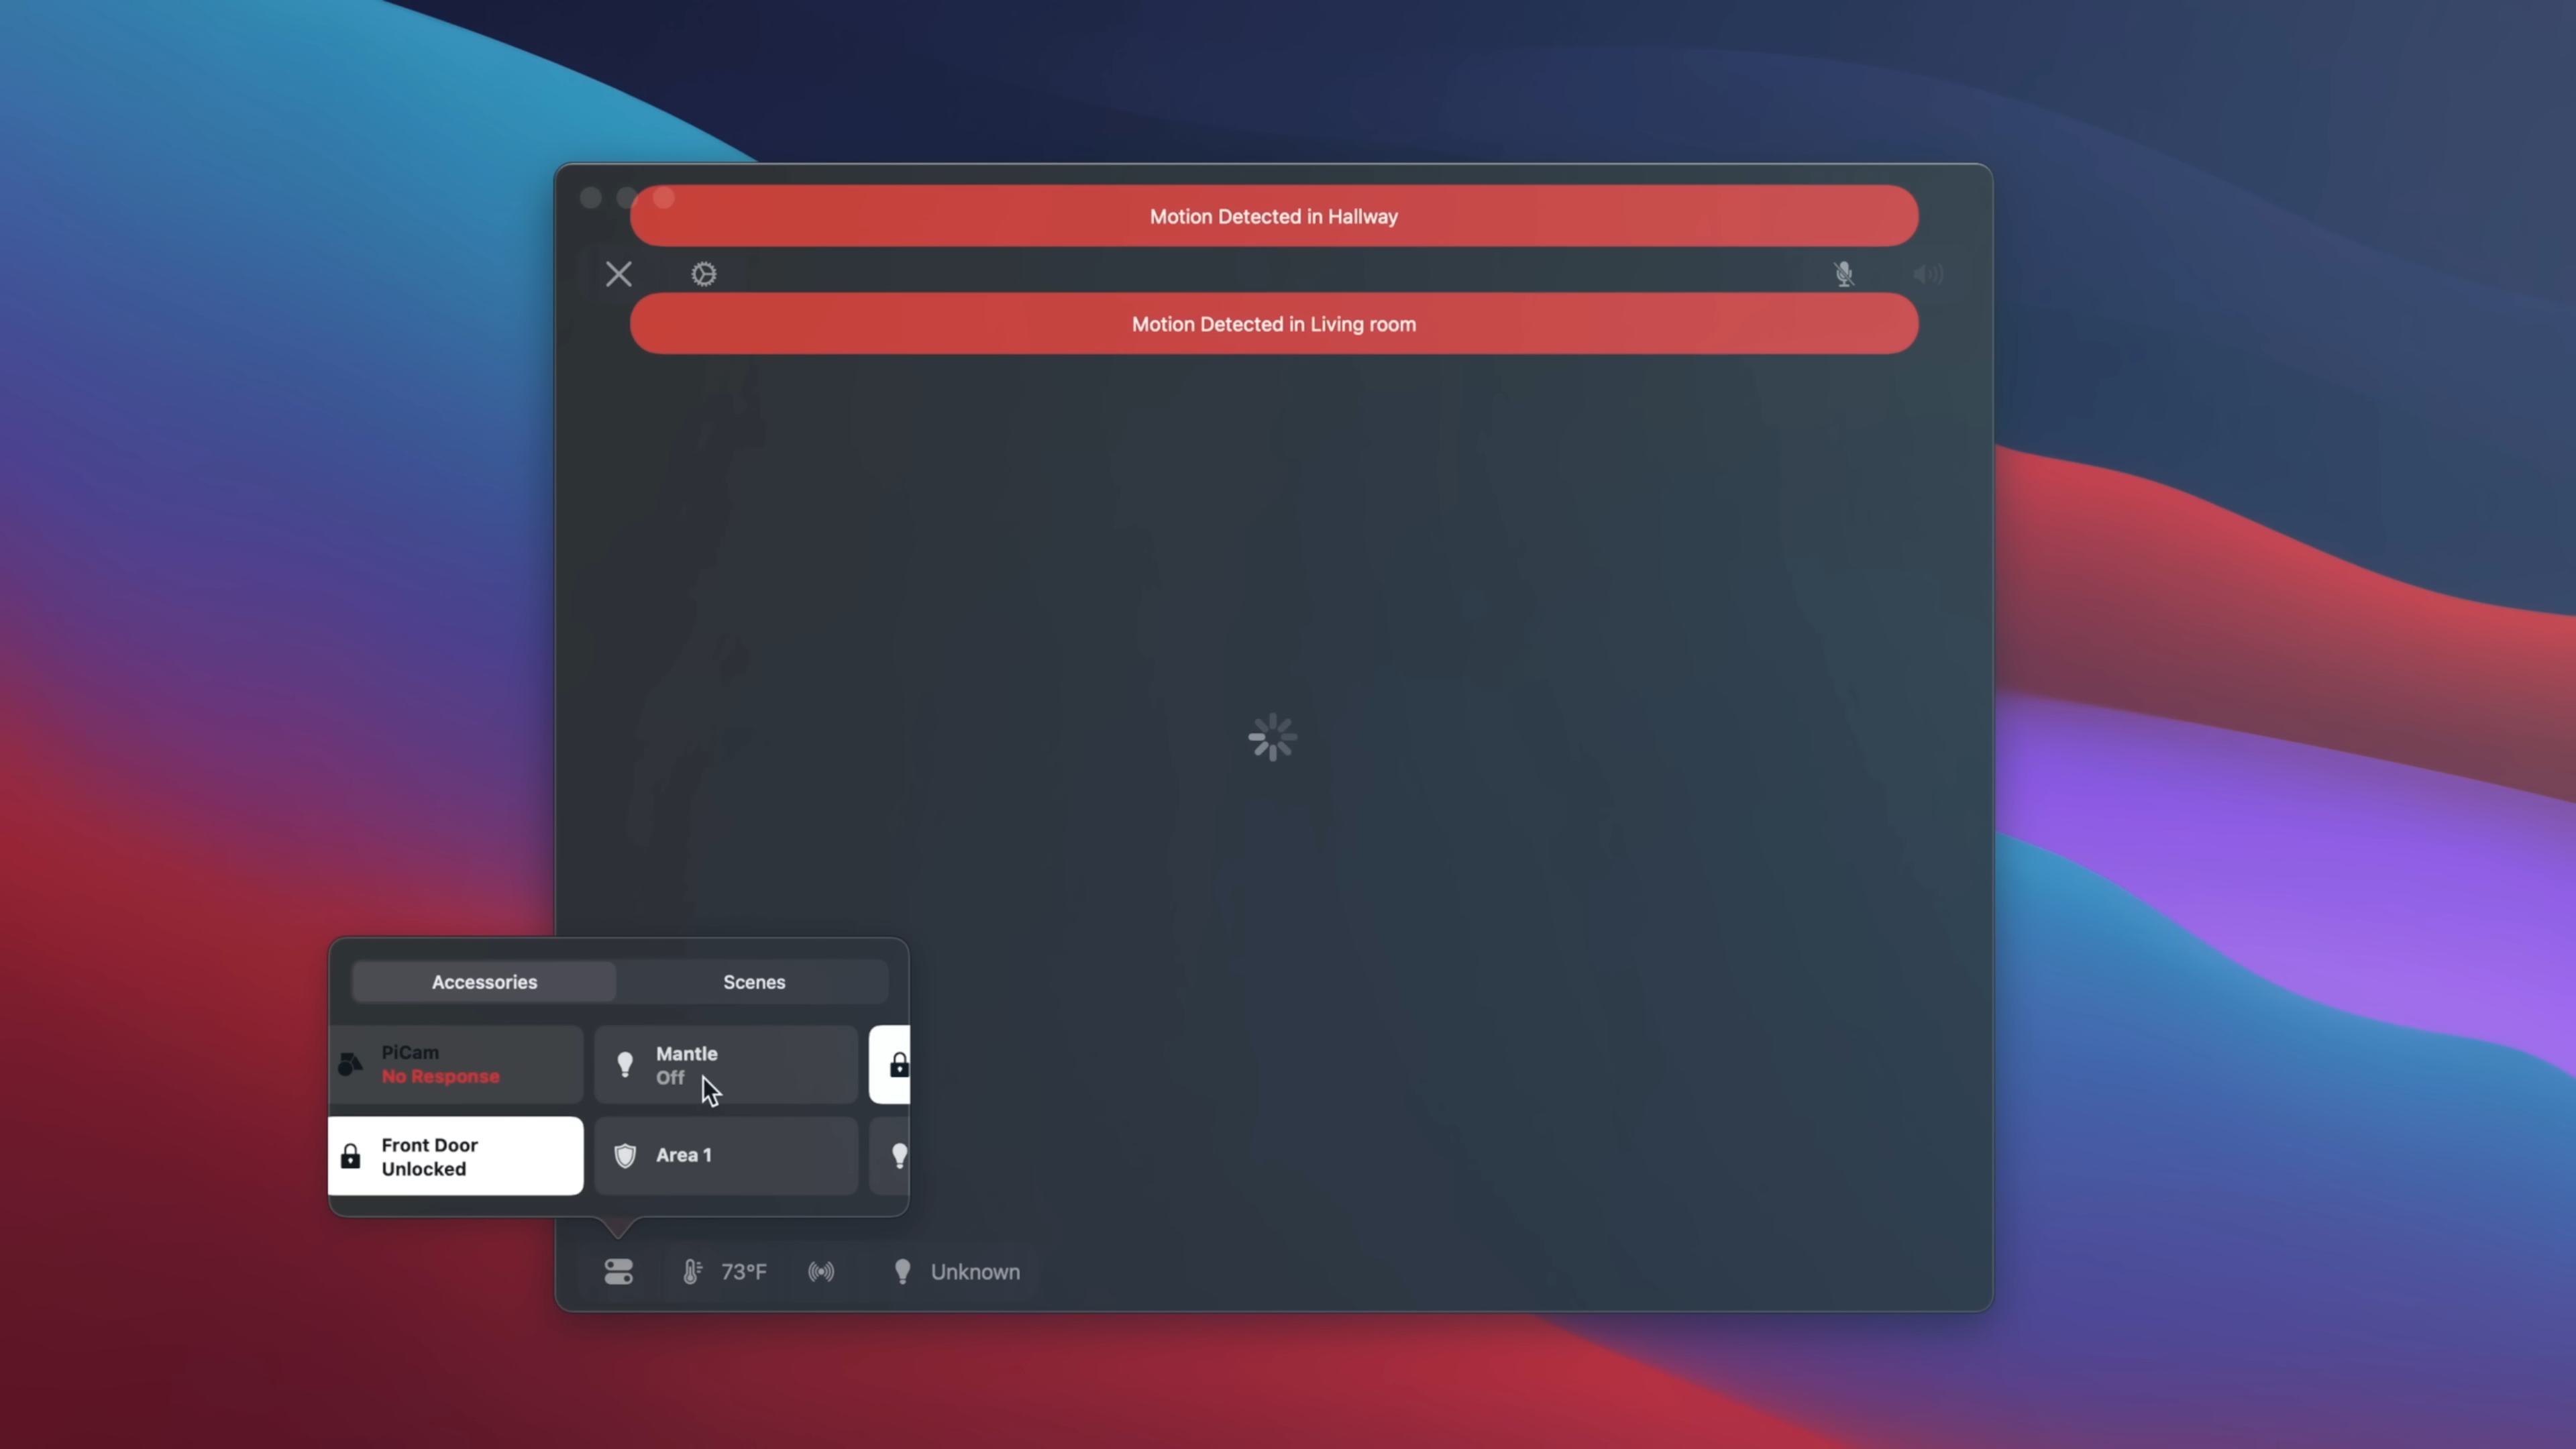 Motion Detected in Hallway
Motion Detected in Living room
Accessories
Scenes
PiCam
No Response
Mantle
Off
Front Door
Unlocked
Area 1
73°F
Unknown